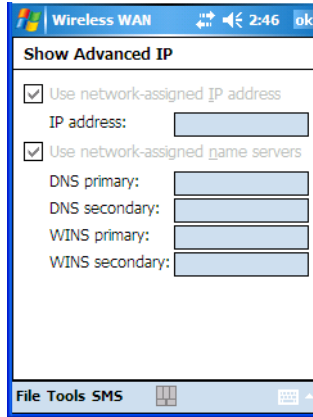 Wireless WAN 2:46 ok
Show Advanced IP
Use network-assigned IP address
IP address:
Use network-assigned name servers
DNS primary:
DNS secondary:
WINS primary:
WINS secondary:
File Tools SMS